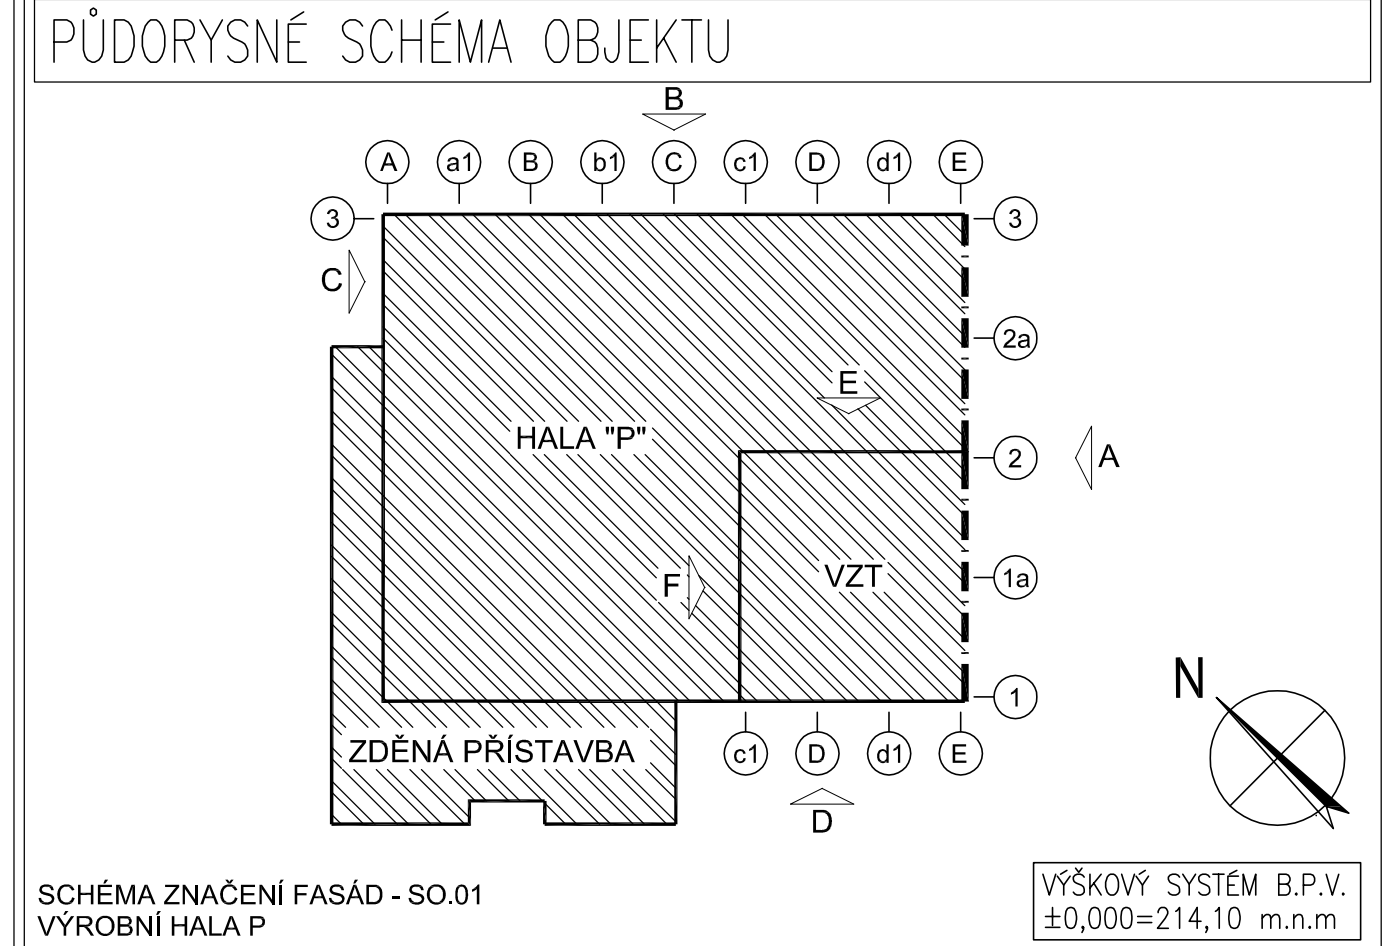 PŮDORYSNÉ SCHÉMA OBJEKTU
B
A a1 B b1 C c1 D d1 E
3 3
C
2a
E
HALA "P"
2 A
F VZT 1a
N
1
ZDĚNÁ PŘÍSTAVBA
c1 D d1 E
D
SCHÉMA ZNAČENÍ FASÁD - SO.01
VÝROBNÍ HALA P
VÝŠKOVÝ SYSTÉM B.P.V.
±0,000=214,10 m.n.m